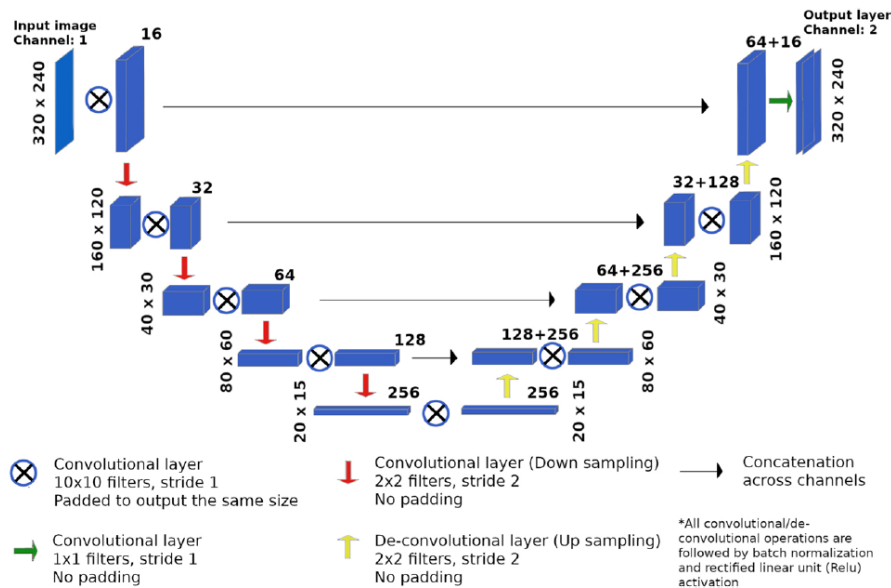 Input image
Channel: 1
16
320 x 240
64+16
Output layer
Channel: 2
320 x 240
160 x 120
32
32+128
160 x 120
40 x 30
64
64+256
40 x 30
80 x 60
128
128+256
80 x 60
20 x 15
256
256
20 x 15
Convolutional layer
10x10 filters, stride 1
Padded to output the same size
Convolutional layer (Down sampling)
2x2 filters, stride 2
No padding
Concatenation
across channels
Convolutional layer
1x1 filters, stride 1
No padding
De-convolutional layer (Up sampling)
2x2 filters, stride 2
No padding
*All convolutional/de-
convolutional operations are
followed by batch normalization
and rectified linear unit (Relu)
activation